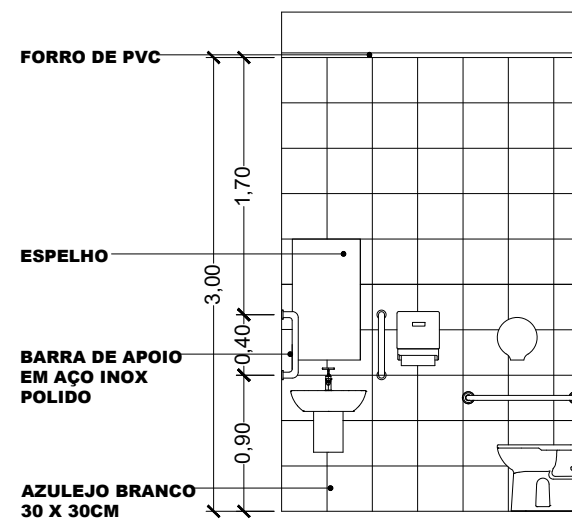 FORRO DE PVC
1,70
ESPELHO
3,00
0,40
BARRA DE APOIO
EM AÇO INOX
POLIDO
0,90
AZULEJO BRANCO
30 X 30CM